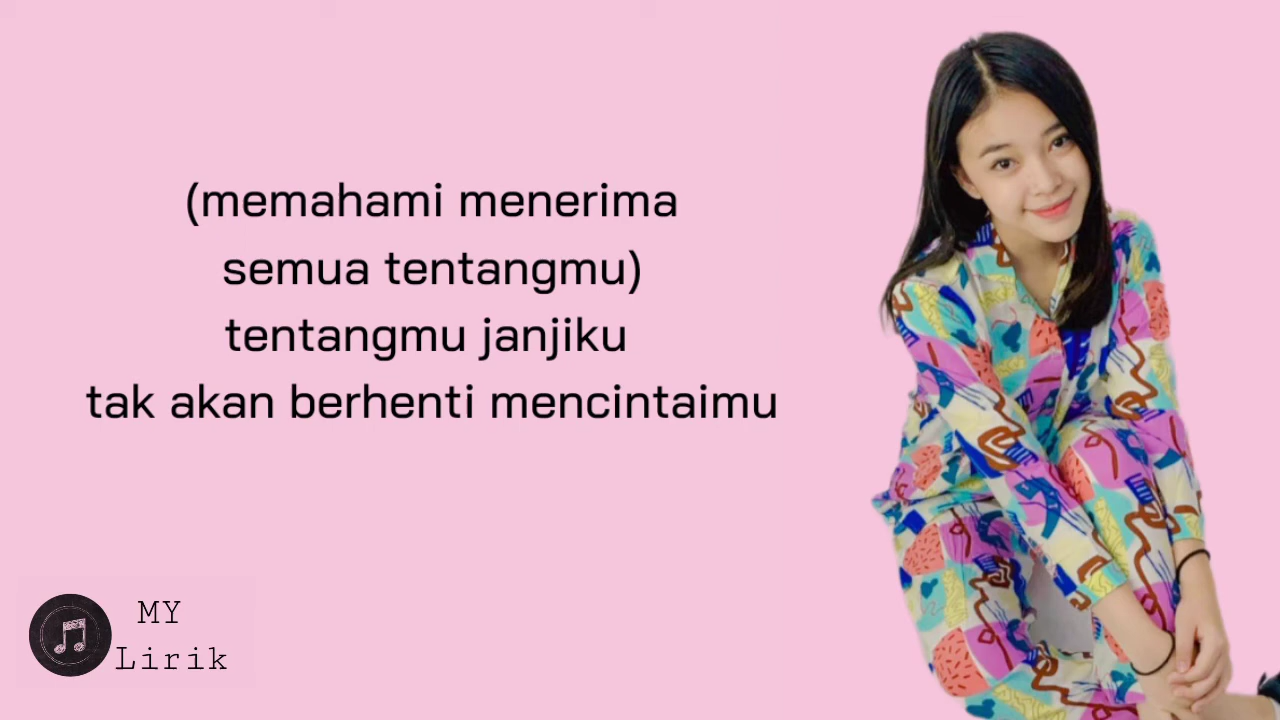 (memahami menerima
semua tentangmu)
tentangmu janjiku
tak akan berhenti mencintaimu
MY
Lirik